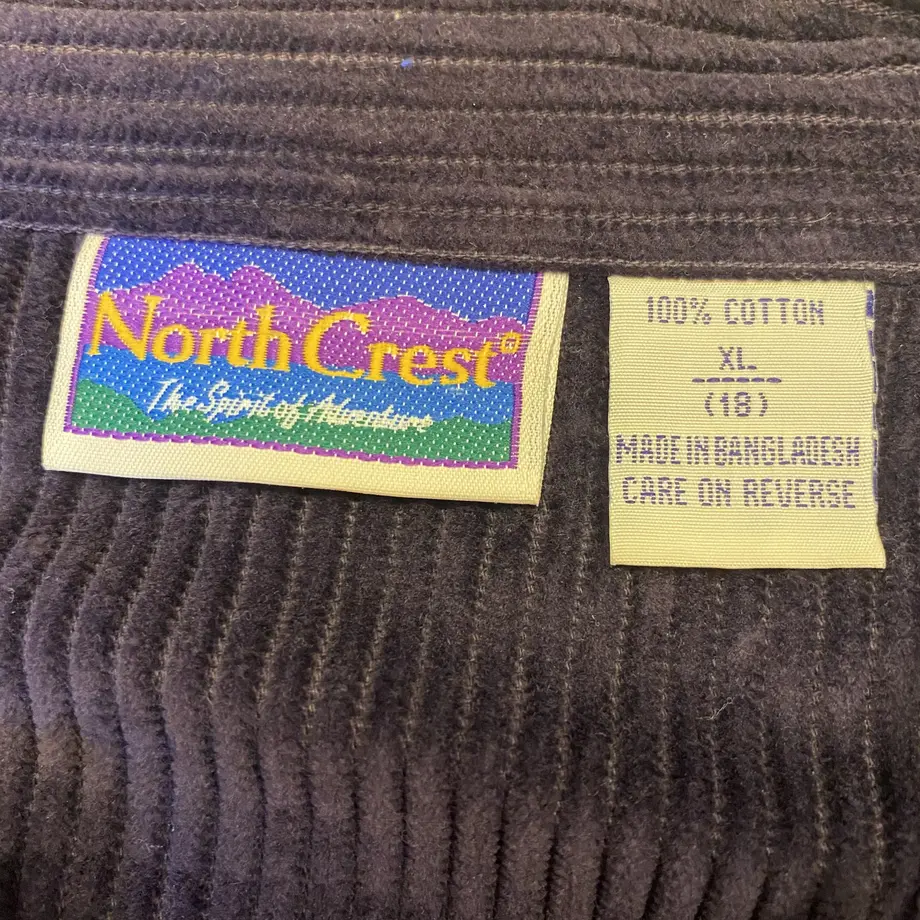 North Crest®
The Spirit of Adventure
100% COTTON
XL
(18)
MADE IN BANGLADESH
CARE ON REVERSE